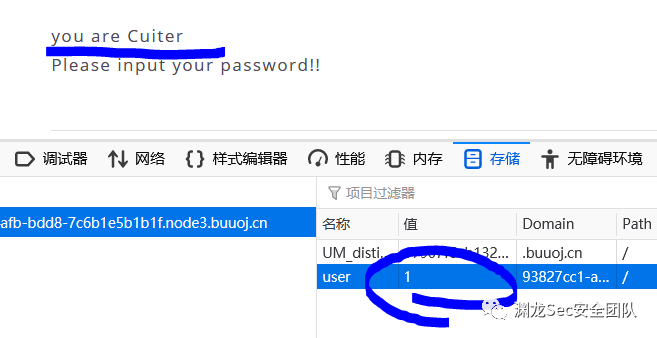 you are Cuiter
Please input your password!!
调试器 网络 {} 样式编辑器 性能 内存 存储 无障碍环境
项目过滤器
afb-bdd8-7c6b1e5b1b1f.node3.buuoj.cn
名称 值 Domain Path
UM_disti... .buuoj.cn /
user 1 93827cc1-a... /
渊龙Sec安全团队